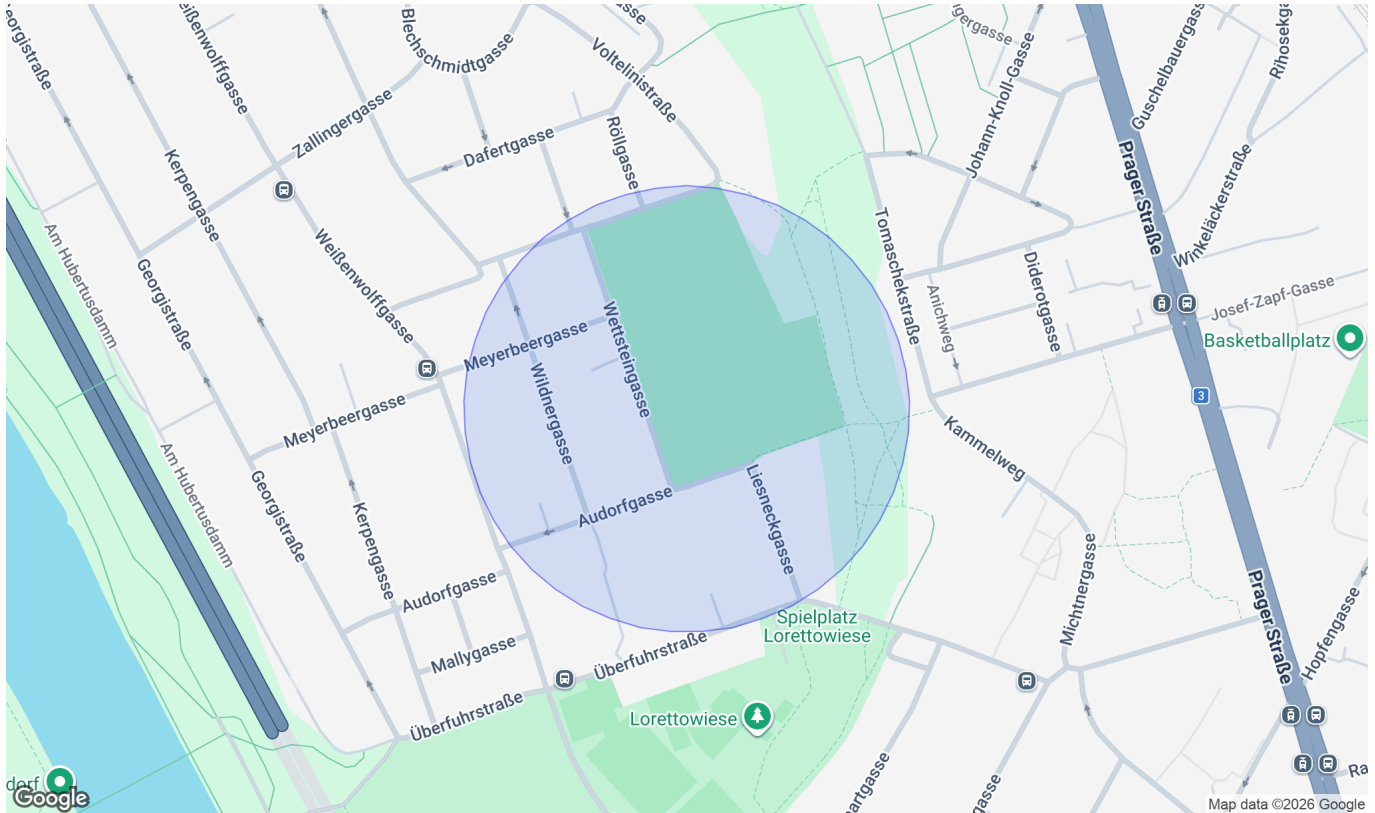 Georgistraße
Weißenwolffgasse
Blechschmidtgasse
Voltelinistraße
Johann-Knoll-Gasse
Guschelbauergasse
Zallingergasse
Dafertgasse
Röllgasse
Kerpengasse
Prager Straße
Winkeläckerstraße
Am Hubertusdamm
Georgistraße
Weißenwolffgasse
Tomaschekstraße
Anichweg
Diderotgasse
Josef-Zapf-Gasse
Basketballplatz
Meyerbeergasse
Wettsteingasse
Wildnergasse
3
Meyerbeergasse
Kammelweg
Am Hubertusdamm
Georgistraße
Kerpengasse
Audorfgasse
Liesneckgasse
Audorfgasse
Michtnergasse
Prager Straße
Hopfengasse
Spielplatz
Lorettowiese
Mallygasse
Überfuhrstraße
Überfuhrstraße
Lorettowiese
dorf
Google
Map data ©2026 Google